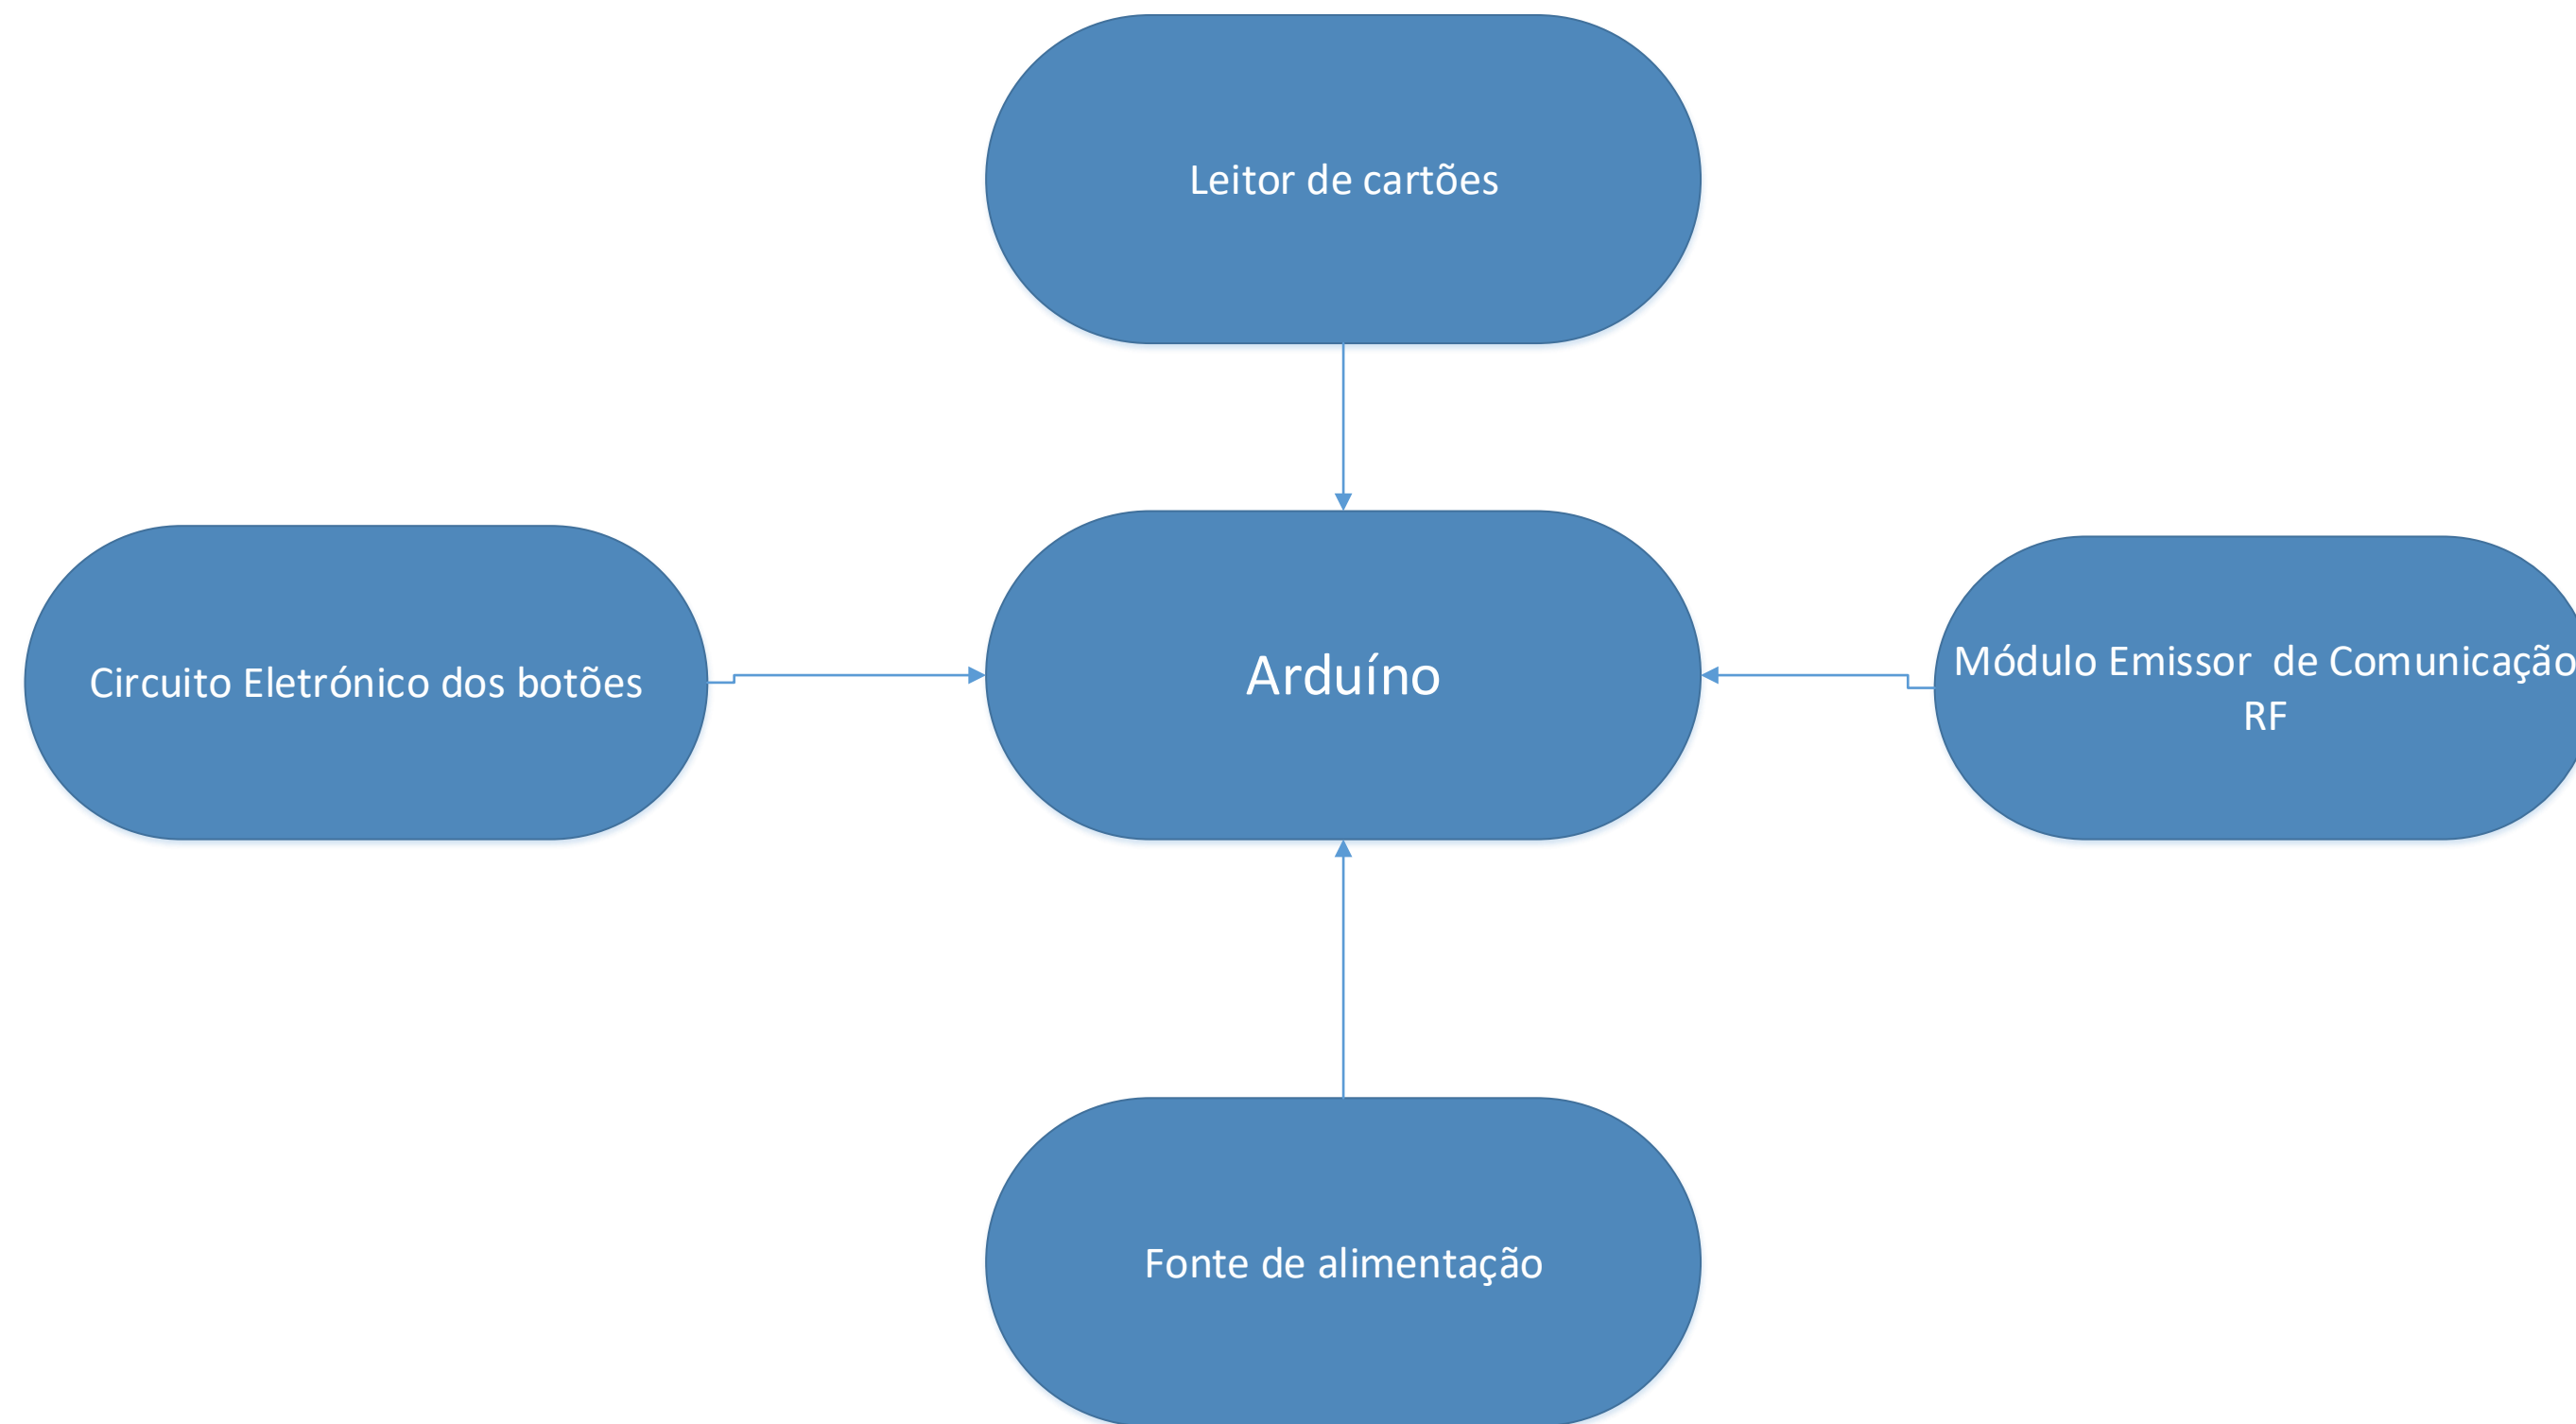 Leitor de cartões
Circuito Eletrónico dos botões
Arduíno
Módulo Emissor  de Comunicação
RF
Fonte de alimentação